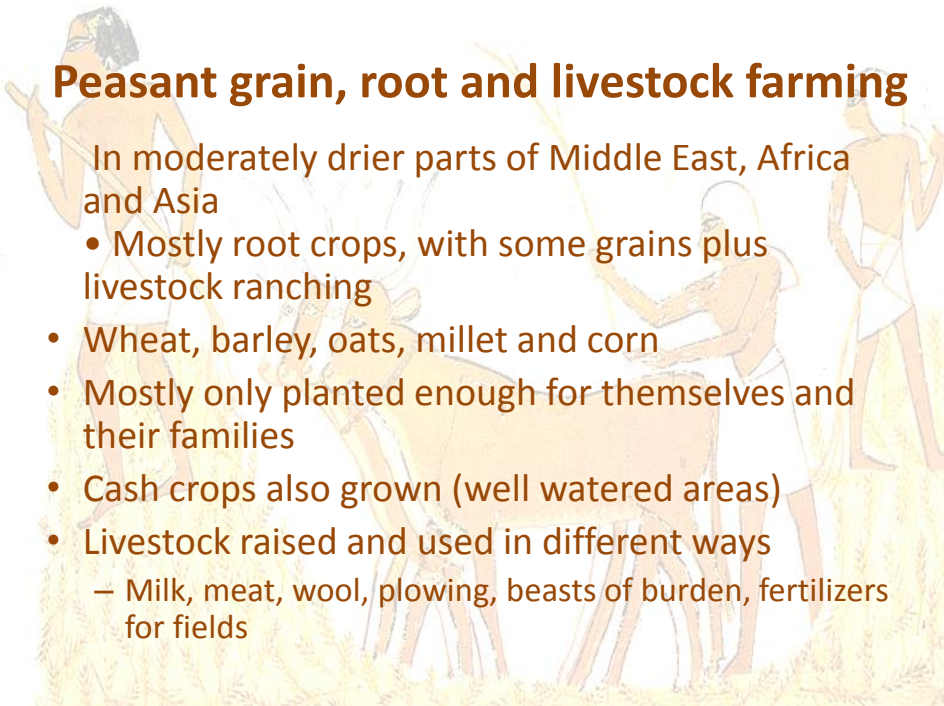 Peasant grain, root and livestock farming
In moderately drier parts of Middle East, Africa
and Asia
• Mostly root crops, with some grains plus
livestock ranching
• Wheat, barley, oats, millet and corn
• Mostly only planted enough for themselves and
their families
• Cash crops also grown (well watered areas)
• Livestock raised and used in different ways
– Milk, meat, wool, plowing, beasts of burden, fertilizers
for fields